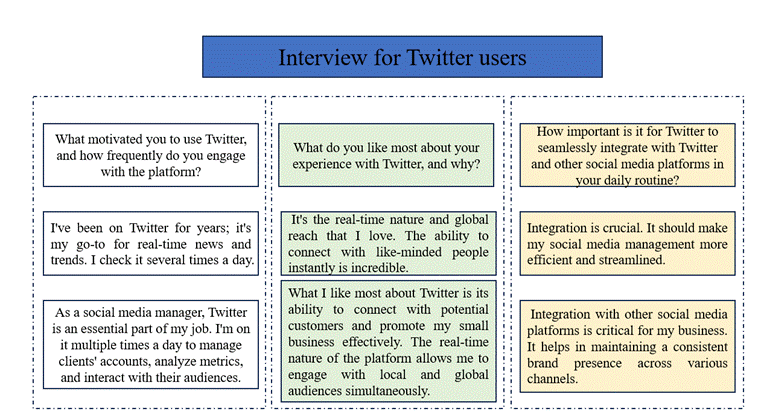 Interview for Twitter users
What motivated you to use Twitter,
and how frequently do you engage
with the platform?
I've been on Twitter for years; it's
my go-to for real-time news and
trends. I check it several times a day.
As a social media manager, Twitter
is an essential part of my job. I'm on
it multiple times a day to manage
clients' accounts, analyze metrics,
and interact with their audiences.
What do you like most about your
experience with Twitter, and why?
It's the real-time nature and global
reach that I love. The ability to
connect with like-minded people
instantly is incredible.
What I like most about Twitter is its
ability to connect with potential
customers and promote my small
business effectively. The real-time
nature of the platform allows me to
engage with local and global
audiences simultaneously.
How important is it for Twitter to
seamlessly integrate with Twitter
and other social media platforms in
your daily routine?
Integration is crucial. It should make
my social media management more
efficient and streamlined.
Integration with other social media
platforms is critical for my business.
It helps in maintaining a consistent
brand presence across various
channels.